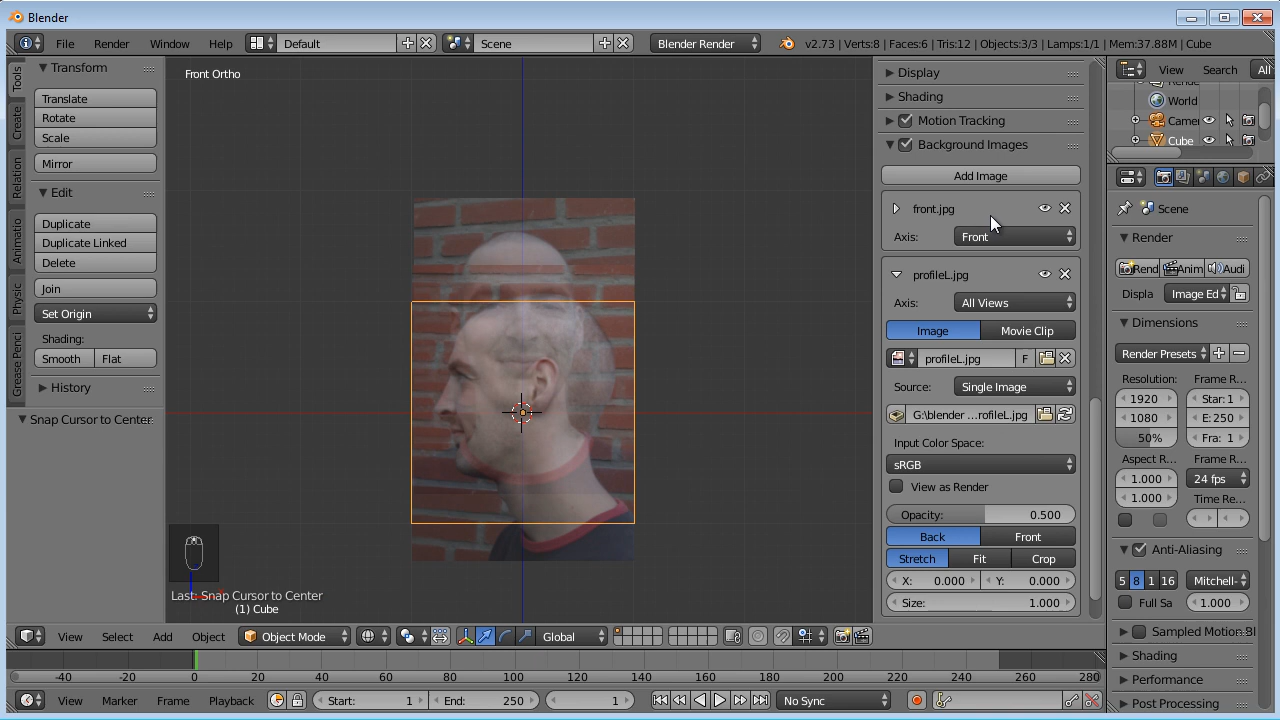 Blender
File Render Window Help Default Scene Blender Render v2.73 | Verts:8 | Faces:6 | Tris:12 | Objects:3/3 | Lamps:1/1 | Mem:37.88M | Cube
Tools
Create
Relation
Animatio
Physic
Grease Penci
Transform
Translate
Rotate
Scale
Mirror
Edit
Duplicate
Duplicate Linked
Delete
Join
Set Origin
Shading:
Smooth Flat
History
Snap Cursor to Center
Front Ortho
Last: Snap Cursor to Center
(1) Cube
Display
Shading
Motion Tracking
Background Images
Add Image
front.jpg
Axis: Front
profileL.jpg
Axis: All Views
Image Movie Clip
profileL.jpg F
Source: Single Image
G:\blender ...rofileL.jpg
Input Color Space:
sRGB
View as Render
Opacity: 0.500
Back Front
Stretch Fit Crop
X: 0.000 Y: 0.000
Size: 1.000
View Search All
World
Camer
Cube
Scene
Render
Rend Anim Audi
Displa Image Ed
Dimensions
Render Presets
Resolution: Frame R...
1920 Star: 1
1080 E: 250
50% Fra: 1
Aspect R... Frame R...
1.000 24 fps
1.000 Time Re...
Anti-Aliasing
5 8 1 16 Mitchell-
Full Sa 1.000
Sampled Motion Bl
Shading
Performance
Post Processing
View Select Add Object Object Mode Global
-40 -20 0 20 40 60 80 100 120 140 160 180 200 220 240 260 280
View Marker Frame Playback Start: 1 End: 250 1 No Sync